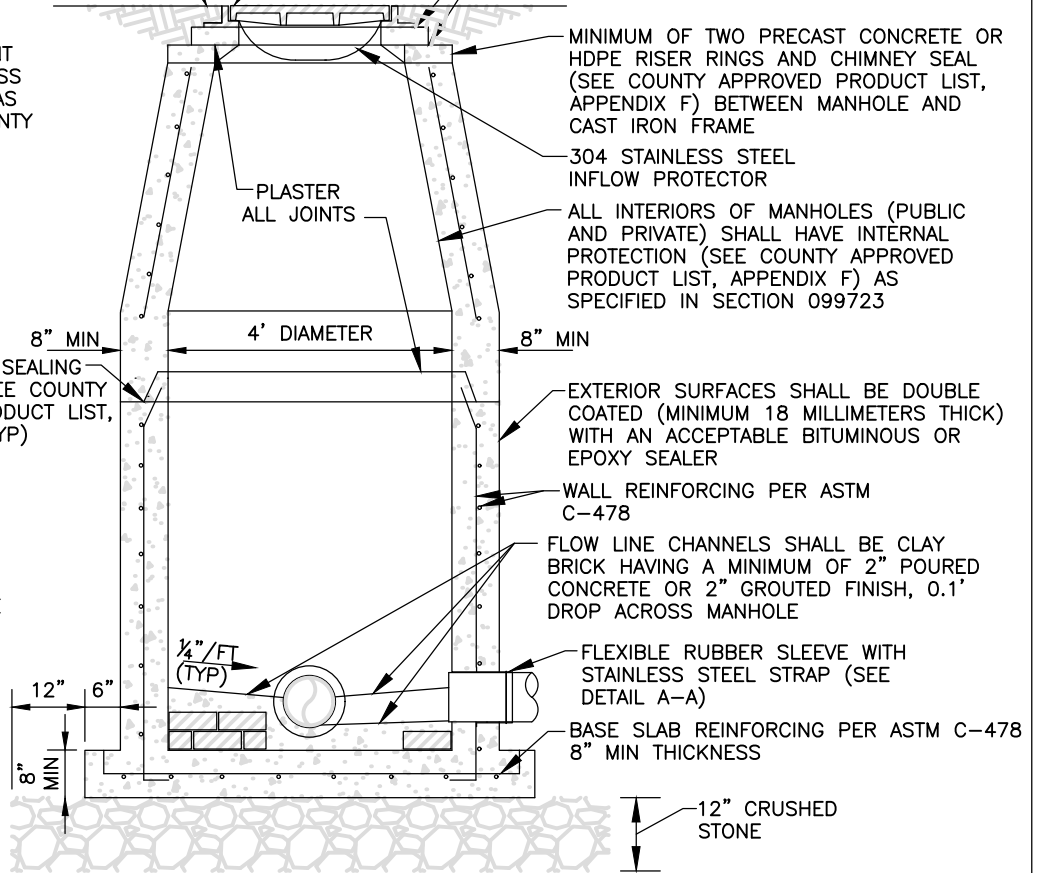 MINIMUM OF TWO PRECAST CONCRETE OR
HDPE RISER RINGS AND CHIMNEY SEAL
(SEE COUNTY APPROVED PRODUCT LIST,
APPENDIX F) BETWEEN MANHOLE AND
CAST IRON FRAME
304 STAINLESS STEEL
INFLOW PROTECTOR
PLASTER
ALL JOINTS
ALL INTERIORS OF MANHOLES (PUBLIC
AND PRIVATE) SHALL HAVE INTERNAL
PROTECTION (SEE COUNTY APPROVED
PRODUCT LIST, APPENDIX F) AS
SPECIFIED IN SECTION 099723
8" MIN
4' DIAMETER
8" MIN
SEALING
COUNTY
PRODUCT LIST,
EXTERIOR SURFACES SHALL BE DOUBLE
COATED (MINIMUM 18 MILLIMETERS THICK)
WITH AN ACCEPTABLE BITUMINOUS OR
EPOXY SEALER
WALL REINFORCING PER ASTM
C-478
FLOW LINE CHANNELS SHALL BE CLAY
BRICK HAVING A MINIMUM OF 2" POURED
CONCRETE OR 2" GROUTED FINISH, 0.1'
DROP ACROSS MANHOLE
1/4"/FT
(TYP)
FLEXIBLE RUBBER SLEEVE WITH
STAINLESS STEEL STRAP (SEE
DETAIL A-A)
12"
6"
BASE SLAB REINFORCING PER ASTM C-478
8" MIN THICKNESS
8"
MIN
12" CRUSHED
STONE